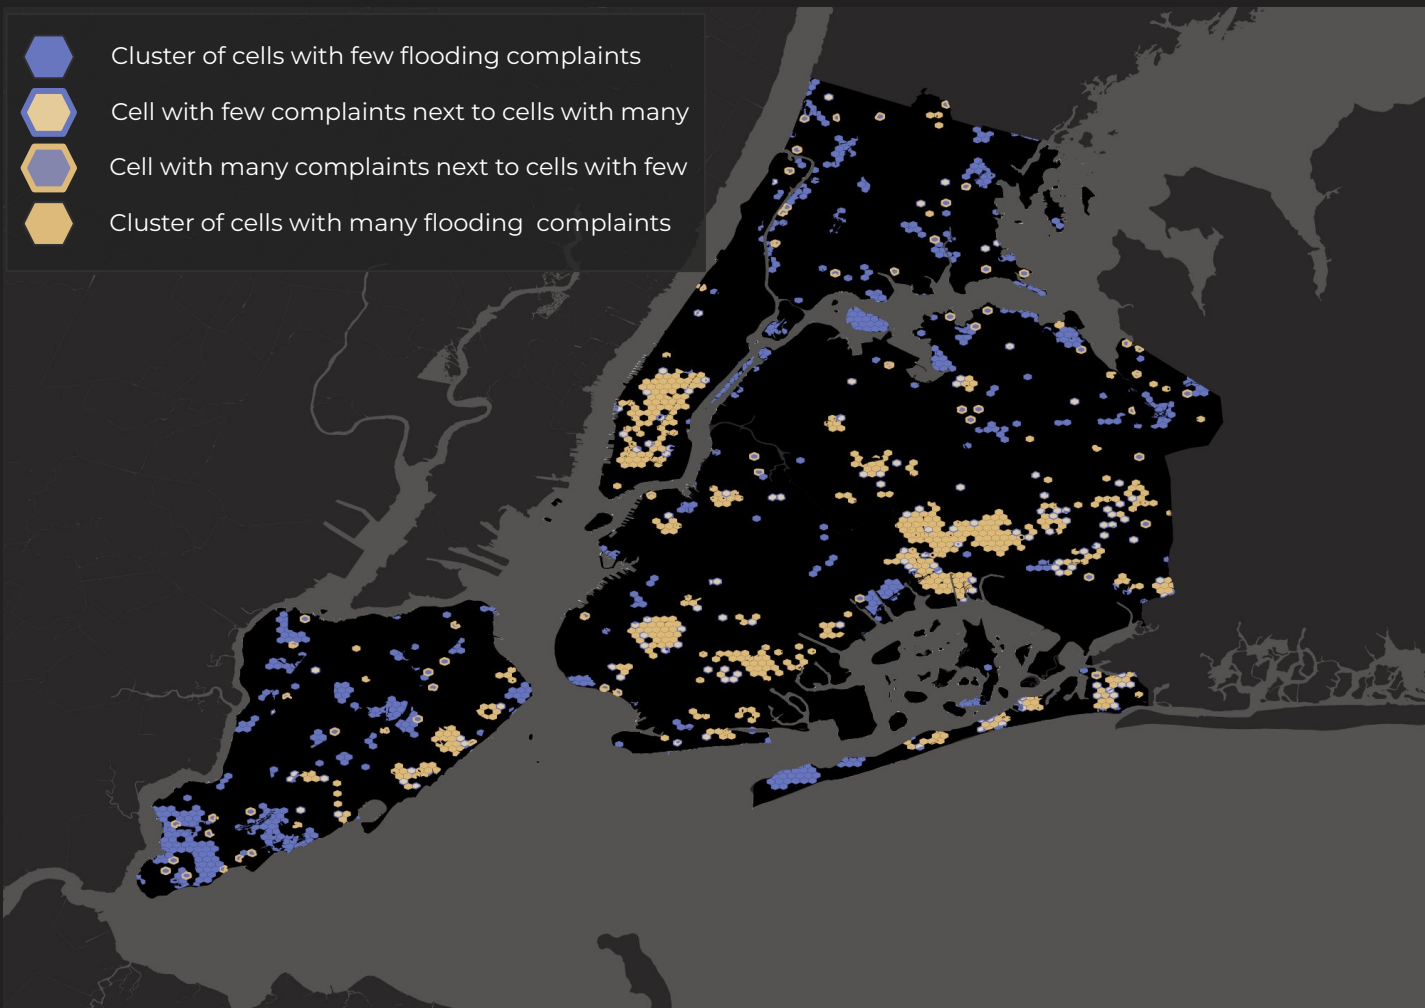 Cluster of cells with few flooding complaints
Cell with few complaints next to cells with many
Cell with many complaints next to cells with few
Cluster of cells with many flooding  complaints